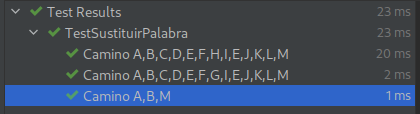 Test Results 23 ms
TestSustituirPalabra 23 ms
Camino A,B,C,D,E,F,H,I,E,J,K,L,M 20 ms
Camino A,B,C,D,E,F,G,I,E,J,K,L,M 2 ms
Camino A,B,M 1 ms